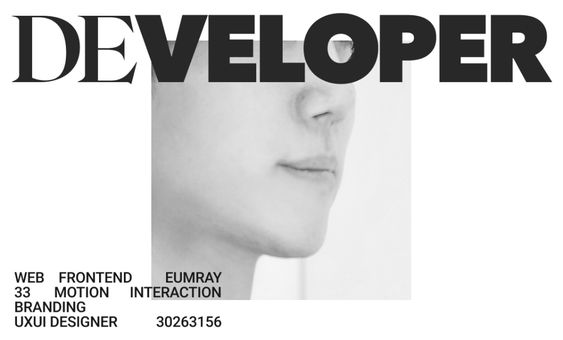 DEVELOPER
WEB FRONTEND EUMRAY
33 MOTION INTERACTION
BRANDING
UXUI DESIGNER 30263156